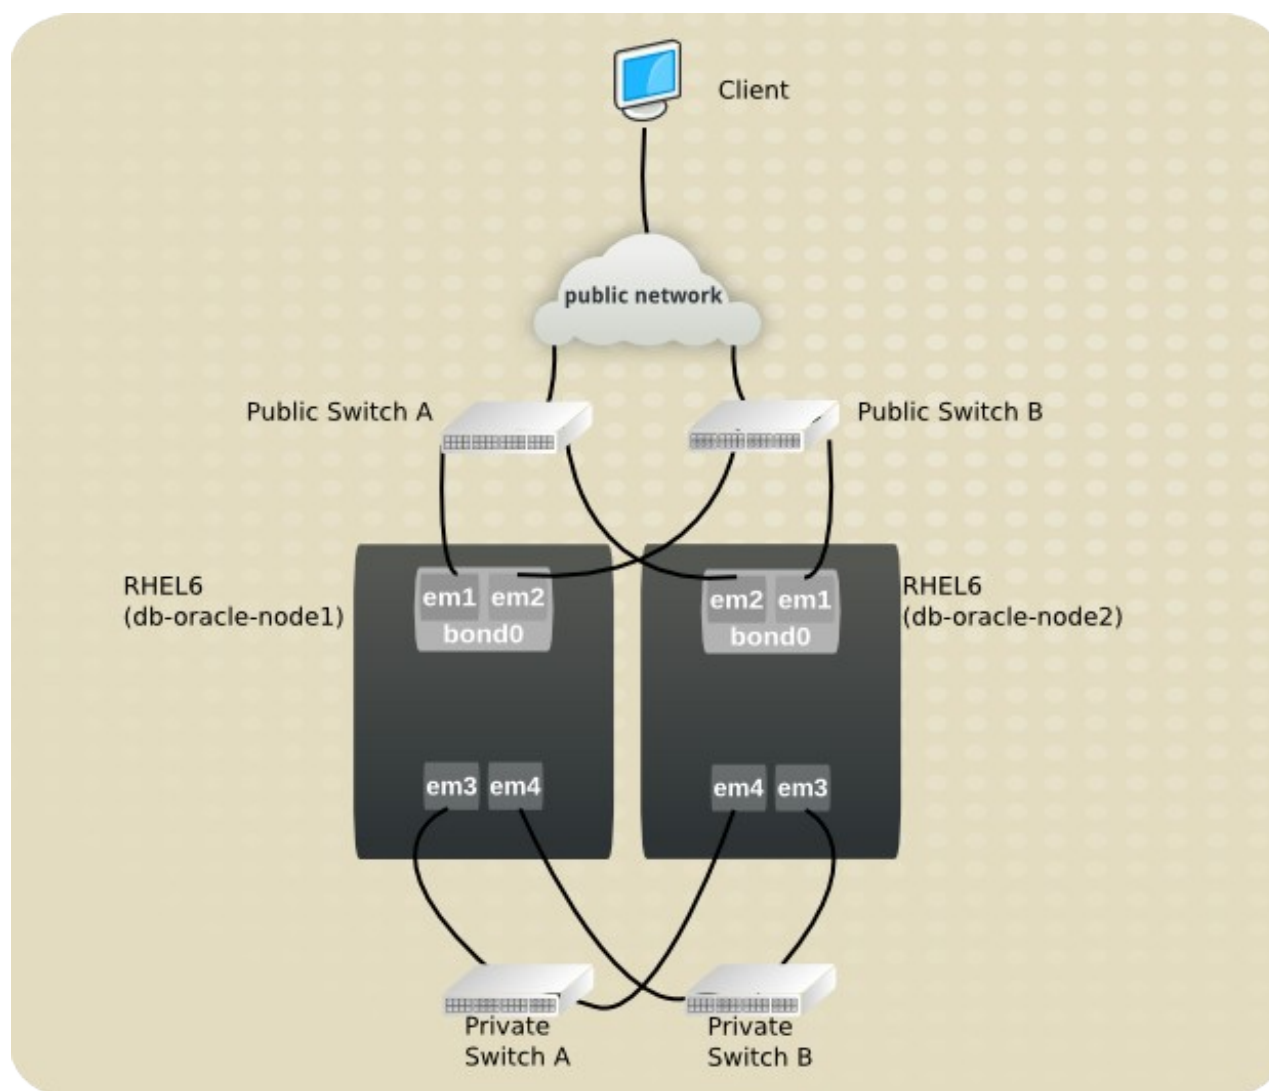 Client
public network
Public Switch A
Public Switch B
RHEL6
(db-oracle-node1)
em1 em2
bond0
em2 em1
bond0
RHEL6
(db-oracle-node2)
em3 em4
em4 em3
Private
Switch A
Private
Switch B